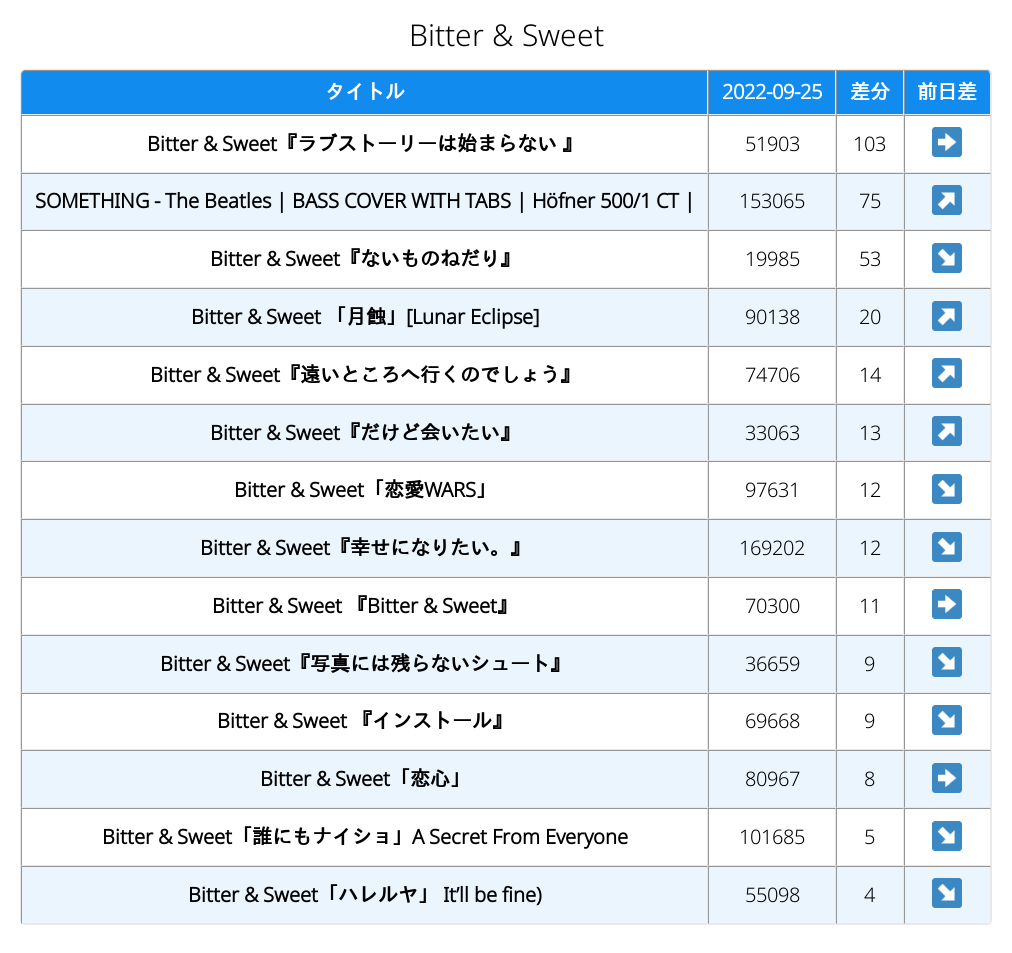 Bitter & Sweet
タイトル 2022-09-25 差分 前日差
Bitter & Sweet『ラブストーリーは始まらない 』 51903 103 ➡
SOMETHING - The Beatles | BASS COVER WITH TABS | Höfner 500/1 CT | 153065 75 ↗
Bitter & Sweet『ないものねだり』 19985 53 ↘
Bitter & Sweet 「月蝕」[Lunar Eclipse] 90138 20 ↗
Bitter & Sweet『遠いところへ行くのでしょう』 74706 14 ↗
Bitter & Sweet『だけど会いたい』 33063 13 ↗
Bitter & Sweet「恋愛WARS」 97631 12 ↘
Bitter & Sweet『幸せになりたい。』 169202 12 ↘
Bitter & Sweet 『Bitter & Sweet』 70300 11 ➡
Bitter & Sweet『写真には残らないシュート』 36659 9 ↘
Bitter & Sweet 『インストール』 69668 9 ↘
Bitter & Sweet「恋心」 80967 8 ➡
Bitter & Sweet「誰にもナイショ」A Secret From Everyone 101685 5 ↘
Bitter & Sweet「ハレルヤ」 It’ll be fine) 55098 4 ↘